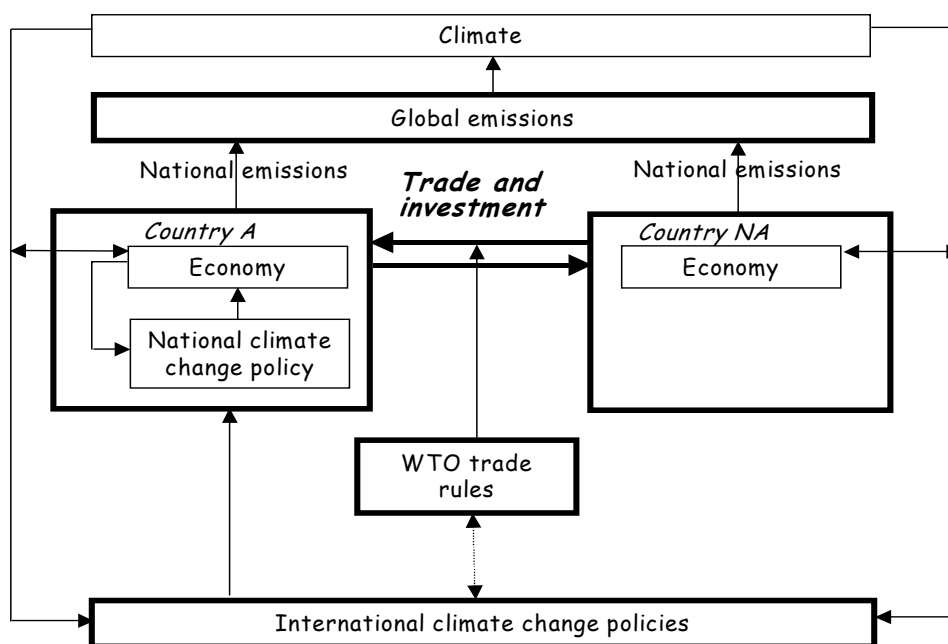 Climate
Global emissions
National emissions
National emissions
Trade and
investment
Country A
Country NA
Economy
Economy
National climate
change policy
WTO trade
rules
International climate change policies